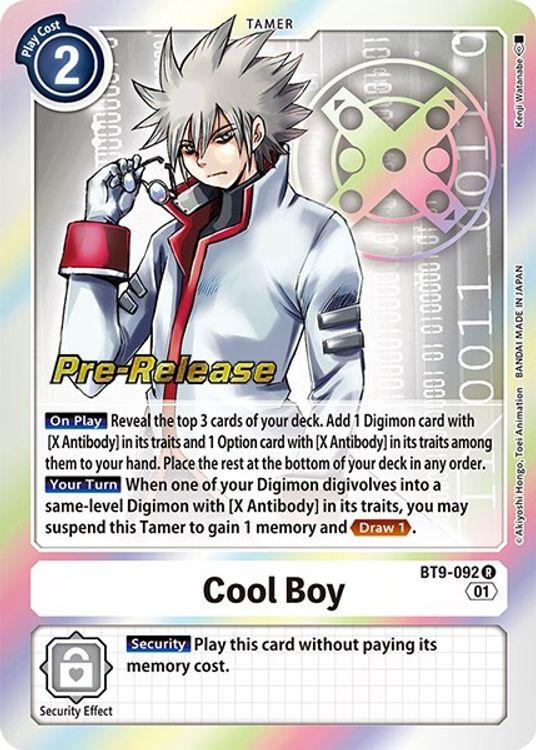 TAMER
Play Cost
2
Kenji Watanabe
Pre-Release
On Play Reveal the top 3 cards of your deck. Add 1 Digimon card with
[X Antibody] in its traits and 1 Option card with [X Antibody] in its traits among
them to your hand. Place the rest at the bottom of your deck in any order.
Your Turn When one of your Digimon digivolves into a
same-level Digimon with [X Antibody] in its traits, you may
suspend this Tamer to gain 1 memory and Draw 1.
©Akiyoshi Hongo, Toei Animation BANDAI MADE IN JAPAN
BT9-092 R
Cool Boy
01
Security Play this card without paying its
memory cost.
Security Effect